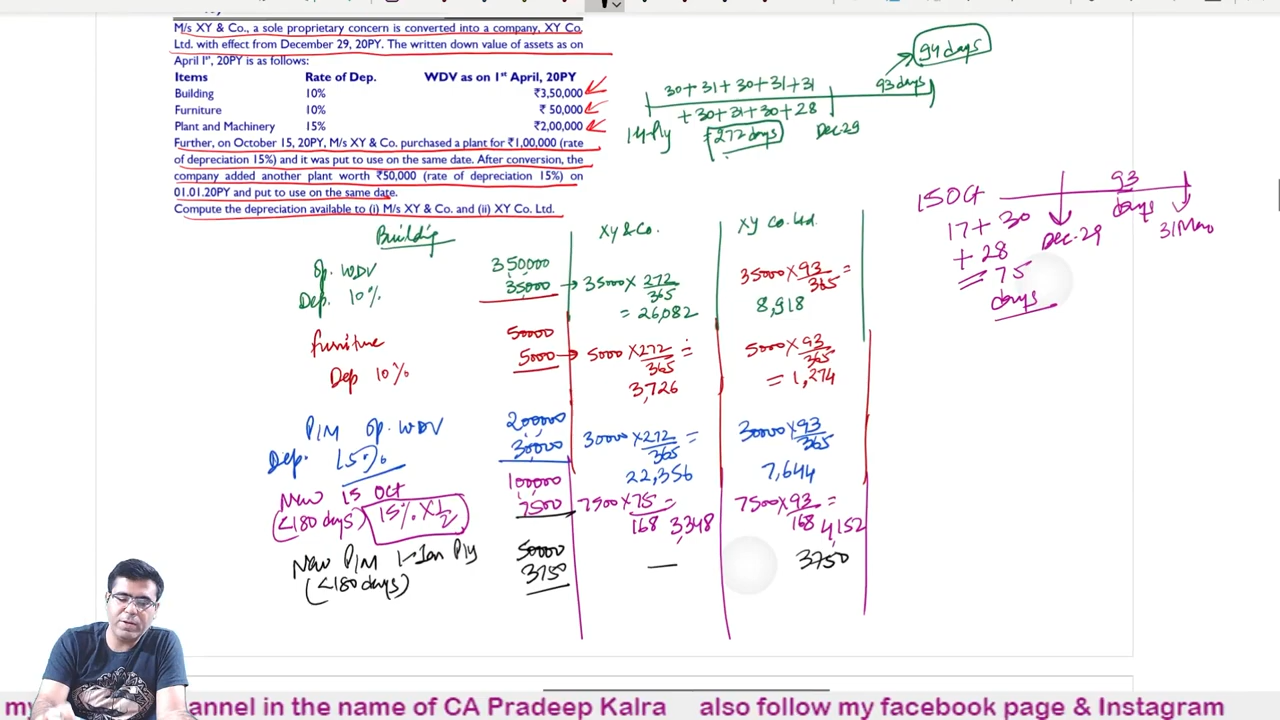 M/s XY & Co., a sole proprietary concern is converted into a company, XY Co.
Ltd. with effect from December 29, 20PY. The written down value of assets as on
April 1st, 20PY is as follows:
Items Rate of Dep. WDV as on 1st April, 20PY
Building 10% ₹3,50,000
Furniture 10% ₹ 50,000
Plant and Machinery 15% ₹2,00,000
Further, on October 15, 20PY, M/s XY & Co. purchased a plant for ₹1,00,000 (rate
of depreciation 15%) and it was put to use on the same date. After conversion, the
company added another plant worth ₹50,000 (rate of depreciation 15%) on
01.01.20PY and put to use on the same date.
Compute the depreciation available to (i) M/s XY & Co. and (ii) XY Co. Ltd.
94 days
30+31+30+31+31
93 days
+30+31+30+28
=272 days
Dec-29
15 Oct
93
days
17+30
+28
=75
days
Dec-29
31 Mar
Building XY & Co. XY Co. Ltd.
Op. WDV 350000
Dep. 10% 35,000 → 35000 × 272/365 35000 × 93/365 =
= 26,082 8,918
furniture 50000
Dep 10% 5000 → 5000 × 272/365 = 5000 × 93/365
3,726 = 1,274
P/M Op. WDV 200000
Dep. 15% 30,000 30000 × 272/365 = 30000 × 93/365
22,356 7,644
New 15 Oct 100000
(<180 days) 15% × 1/2 7500 7500 × 75/168 = 7500 × 93/168 =
3,348 4,152
New P/M 1-Jan P/y 50000
(<180 days) 3750 — 3750
my
annel in the name of CA Pradeep Kalra also follow my facebook page & Instagram